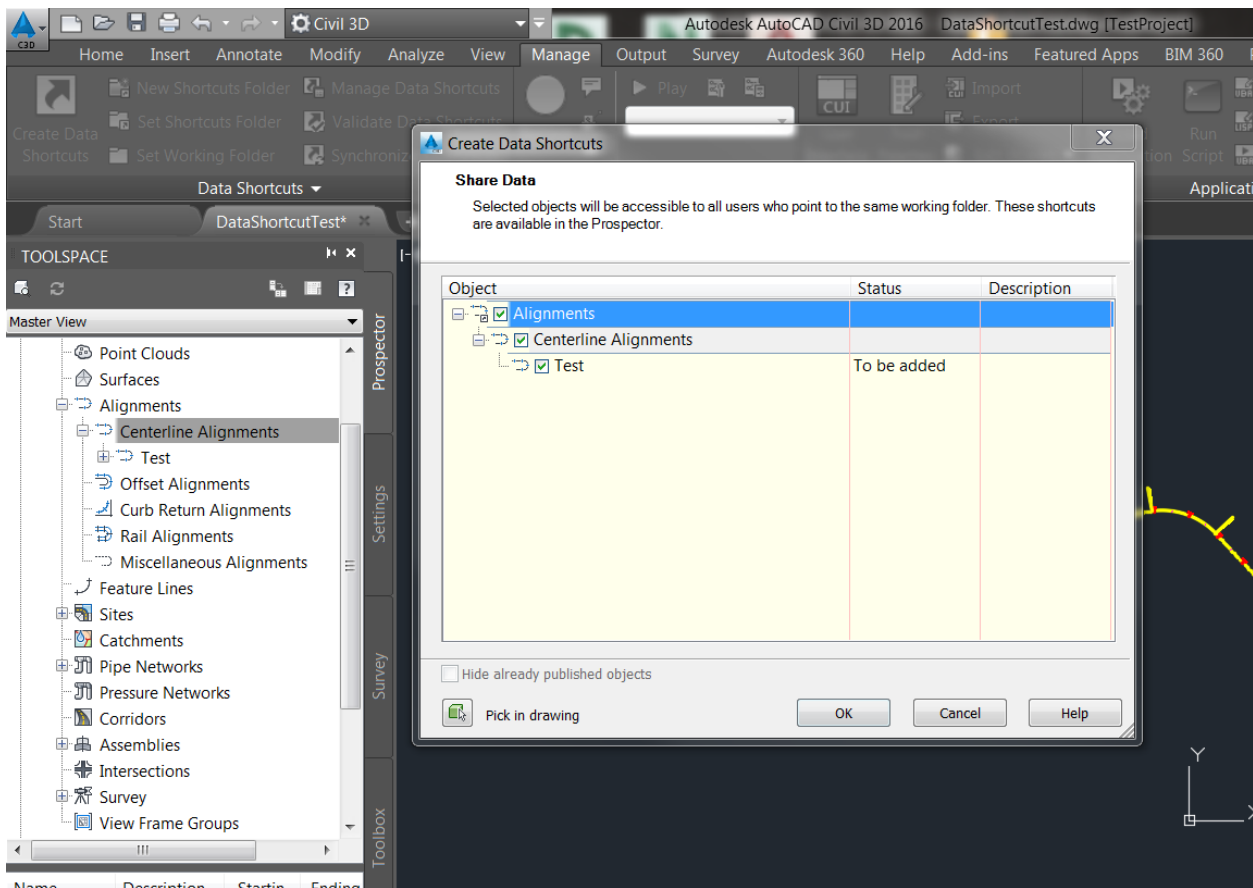 Civil 3D
Autodesk AutoCAD Civil 3D 2016 DataShortcutTest.dwg [TestProject]
C3D
Home Insert Annotate Modify Analyze View Manage Output Survey Autodesk 360 Help Add-ins Featured Apps BIM 360
New Shortcuts Folder Manage Data Shortcuts Play CUI Import
Create Data Shortcuts
Set Shortcuts Folder Validate Data Shortcuts Export Run Script
Set Working Folder
Data Shortcuts
Start DataShortcutTest*
TOOLSPACE
Master View
Point Clouds
Surfaces
Alignments
Centerline Alignments
Test
Offset Alignments
Curb Return Alignments
Rail Alignments
Miscellaneous Alignments
Feature Lines
Sites
Catchments
Pipe Networks
Pressure Networks
Corridors
Assemblies
Intersections
Survey
View Frame Groups
Name Description
Prospector
Settings
Survey
Toolbox
Create Data Shortcuts
Share Data
Selected objects will be accessible to all users who point to the same working folder. These shortcuts
are available in the Prospector.
Object Status Description
Alignments
Centerline Alignments
Test To be added
Hide already published objects
Pick in drawing OK Cancel Help
Y